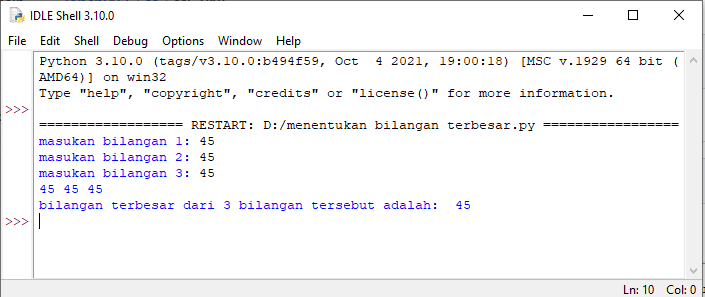 IDLE Shell 3.10.0
File Edit Shell Debug Options Window Help
Python 3.10.0 (tags/v3.10.0:b494f59, Oct  4 2021, 19:00:18) [MSC v.1929 64 bit (
AMD64)] on win32
Type "help", "copyright", "credits" or "license()" for more information.
>>>
================== RESTART: D:/menentukan bilangan terbesar.py =================
masukan bilangan 1: 45
masukan bilangan 2: 45
masukan bilangan 3: 45
45 45 45
bilangan terbesar dari 3 bilangan tersebut adalah:  45
>>>
Ln: 10 Col: 0